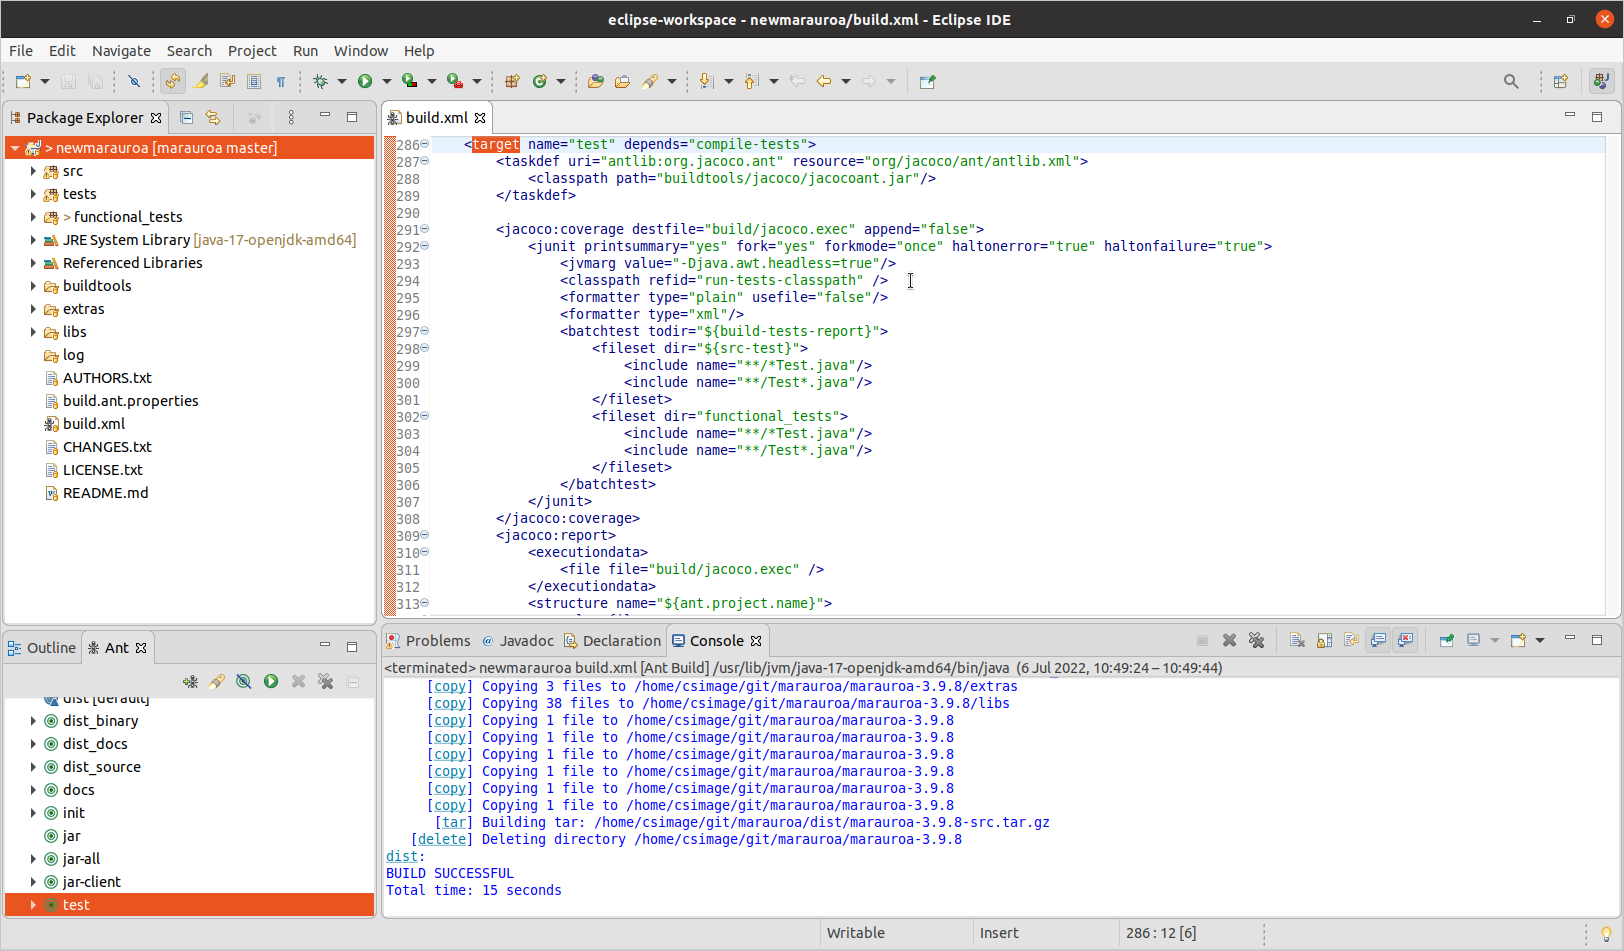 eclipse-workspace - newmarauroa/build.xml - Eclipse IDE
File Edit Navigate Search Project Run Window Help
Package Explorer
> newmarauroa [marauroa master]
src
tests
> functional_tests
JRE System Library [java-17-openjdk-amd64]
Referenced Libraries
buildtools
extras
libs
log
AUTHORS.txt
build.ant.properties
build.xml
CHANGES.txt
LICENSE.txt
README.md
build.xml
286 <target name="test" depends="compile-tests">
287 <taskdef uri="antlib:org.jacoco.ant" resource="org/jacoco/ant/antlib.xml">
288 <classpath path="buildtools/jacoco/jacocoant.jar"/>
289 </taskdef>
290
291 <jacoco:coverage destfile="build/jacoco.exec" append="false">
292 <junit printsummary="yes" fork="yes" forkmode="once" haltonerror="true" haltonfailure="true">
293 <jvmarg value="-Djava.awt.headless=true"/>
294 <classpath refid="run-tests-classpath" />
295 <formatter type="plain" usefile="false"/>
296 <formatter type="xml"/>
297 <batchtest todir="${build-tests-report}">
298 <fileset dir="${src-test}">
299 <include name="**/*Test.java"/>
300 <include name="**/Test*.java"/>
301 </fileset>
302 <fileset dir="functional_tests">
303 <include name="**/*Test.java"/>
304 <include name="**/Test*.java"/>
305 </fileset>
306 </batchtest>
307 </junit>
308 </jacoco:coverage>
309 <jacoco:report>
310 <executiondata>
311 <file file="build/jacoco.exec" />
312 </executiondata>
313 <structure name="${ant.project.name}">
Outline Ant
dist [default]
dist_binary
dist_docs
dist_source
docs
init
jar
jar-all
jar-client
test
Problems @ Javadoc Declaration Console
<terminated> newmarauroa build.xml [Ant Build] /usr/lib/jvm/java-17-openjdk-amd64/bin/java (6 Jul 2022, 10:49:24 – 10:49:44)
[copy] Copying 3 files to /home/csimage/git/marauroa/marauroa-3.9.8/extras
[copy] Copying 38 files to /home/csimage/git/marauroa/marauroa-3.9.8/libs
[copy] Copying 1 file to /home/csimage/git/marauroa/marauroa-3.9.8
[copy] Copying 1 file to /home/csimage/git/marauroa/marauroa-3.9.8
[copy] Copying 1 file to /home/csimage/git/marauroa/marauroa-3.9.8
[copy] Copying 1 file to /home/csimage/git/marauroa/marauroa-3.9.8
[copy] Copying 1 file to /home/csimage/git/marauroa/marauroa-3.9.8
[copy] Copying 1 file to /home/csimage/git/marauroa/marauroa-3.9.8
[tar] Building tar: /home/csimage/git/marauroa/dist/marauroa-3.9.8-src.tar.gz
[delete] Deleting directory /home/csimage/git/marauroa/marauroa-3.9.8
dist:
BUILD SUCCESSFUL
Total time: 15 seconds
Writable Insert 286 : 12 [6]